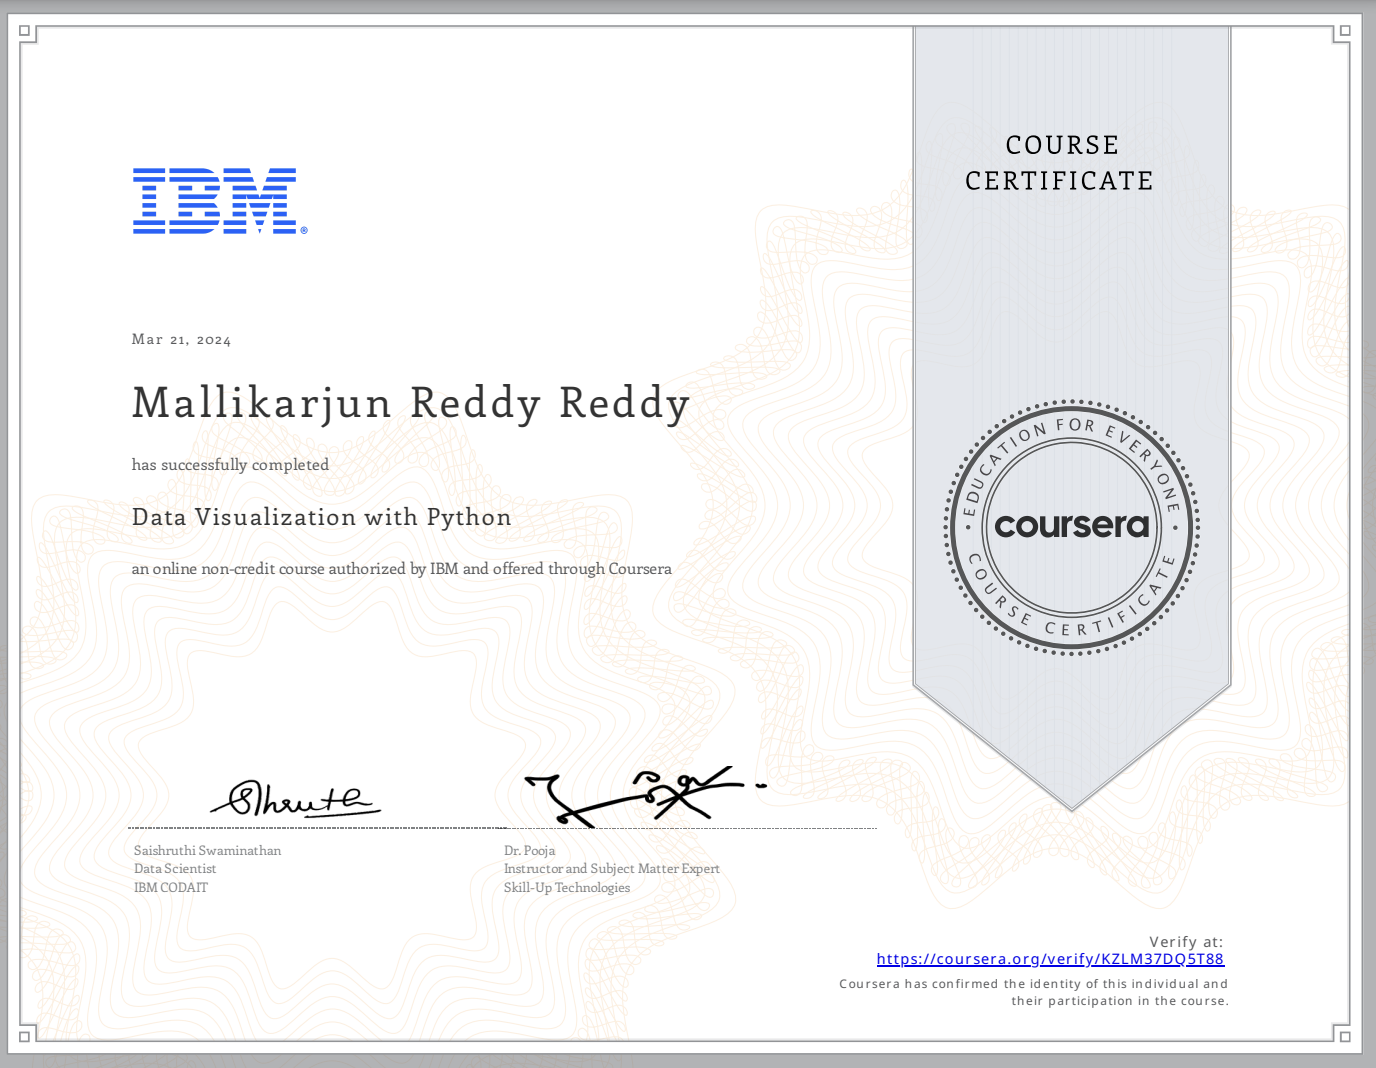 IBM®
COURSE
CERTIFICATE
Mar 21, 2024
Mallikarjun Reddy Reddy
has successfully completed
Data Visualization with Python
an online non-credit course authorized by IBM and offered through Coursera
EDUCATION FOR EVERYONE
coursera
COURSE CERTIFICATE
Saishruthi Swaminathan
Data Scientist
IBM CODAIT
Dr. Pooja
Instructor and Subject Matter Expert
Skill-Up Technologies
Verify at:
https://coursera.org/verify/KZLM37DQ5T88
Coursera has confirmed the identity of this individual and
their participation in the course.